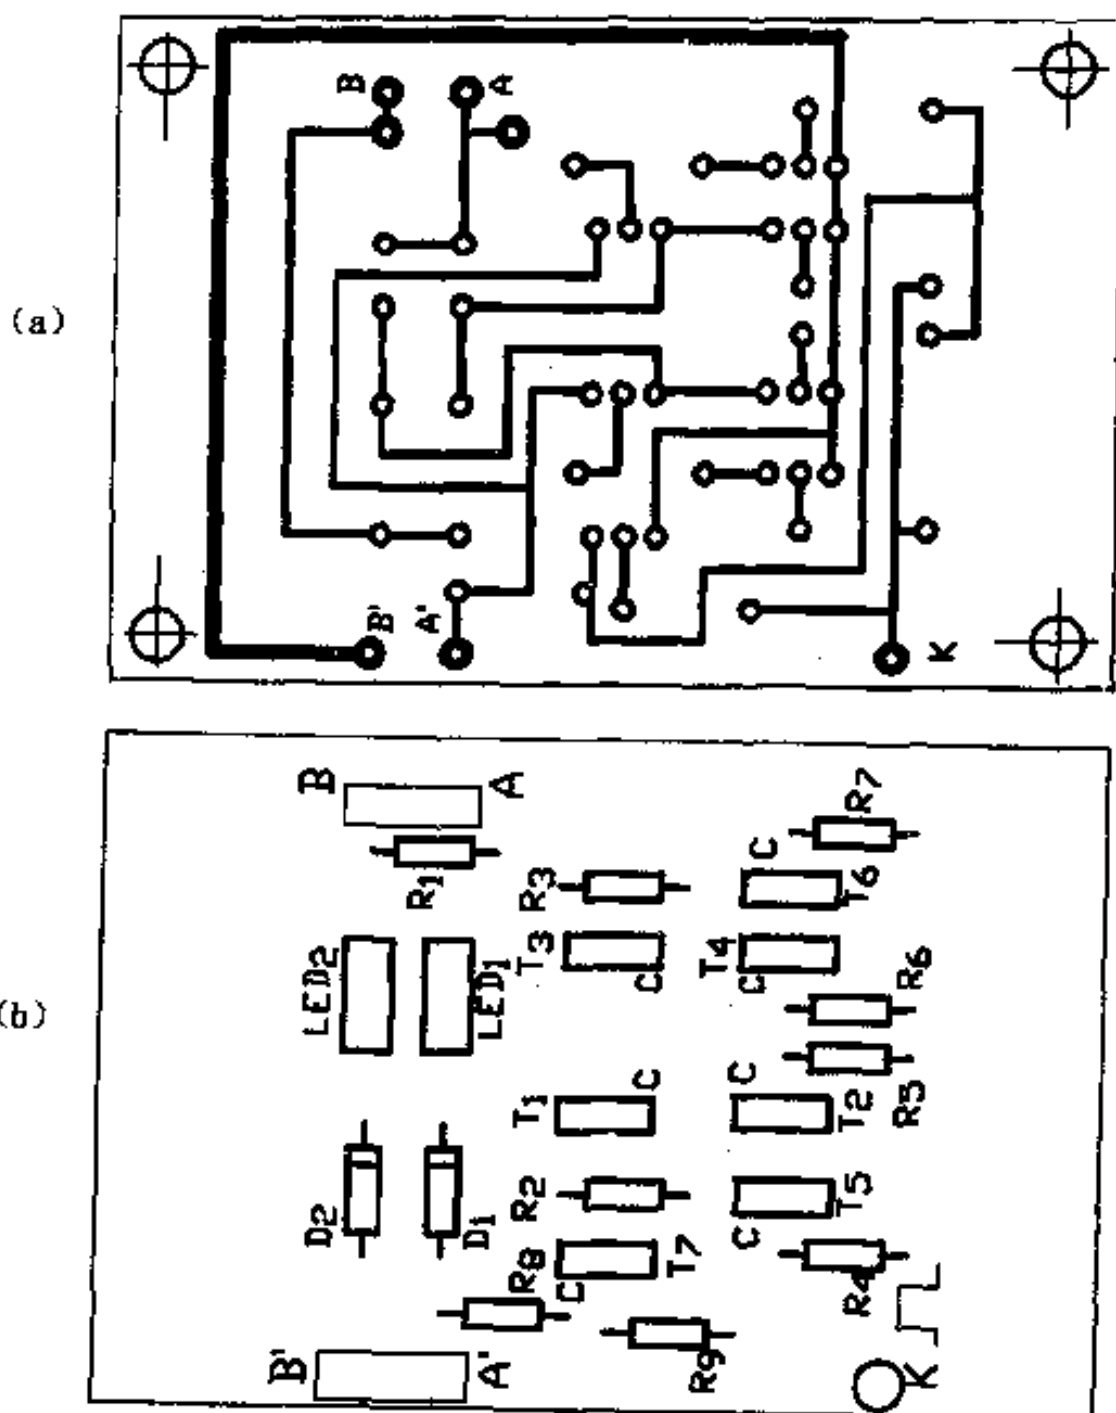 (a)
B A
B' A' K
(b)
B A
R7
R1 R3 C T6
LED2 LED1 T3 C T4 C
R6
T1 C C T2 R5
D2 D1 R2 T5
R8 C T7 C R4
B' A' R9 K